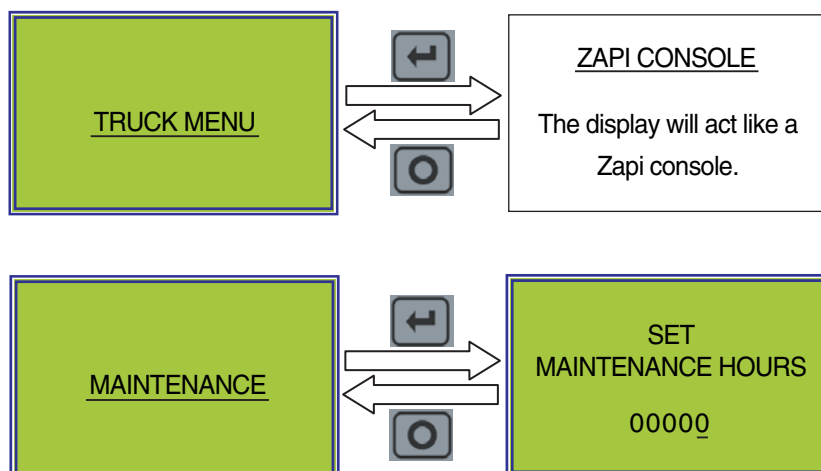 TRUCK MENU
ZAPI CONSOLE
The display will act like a
Zapi console.
MAINTENANCE
SET
MAINTENANCE HOURS
00000